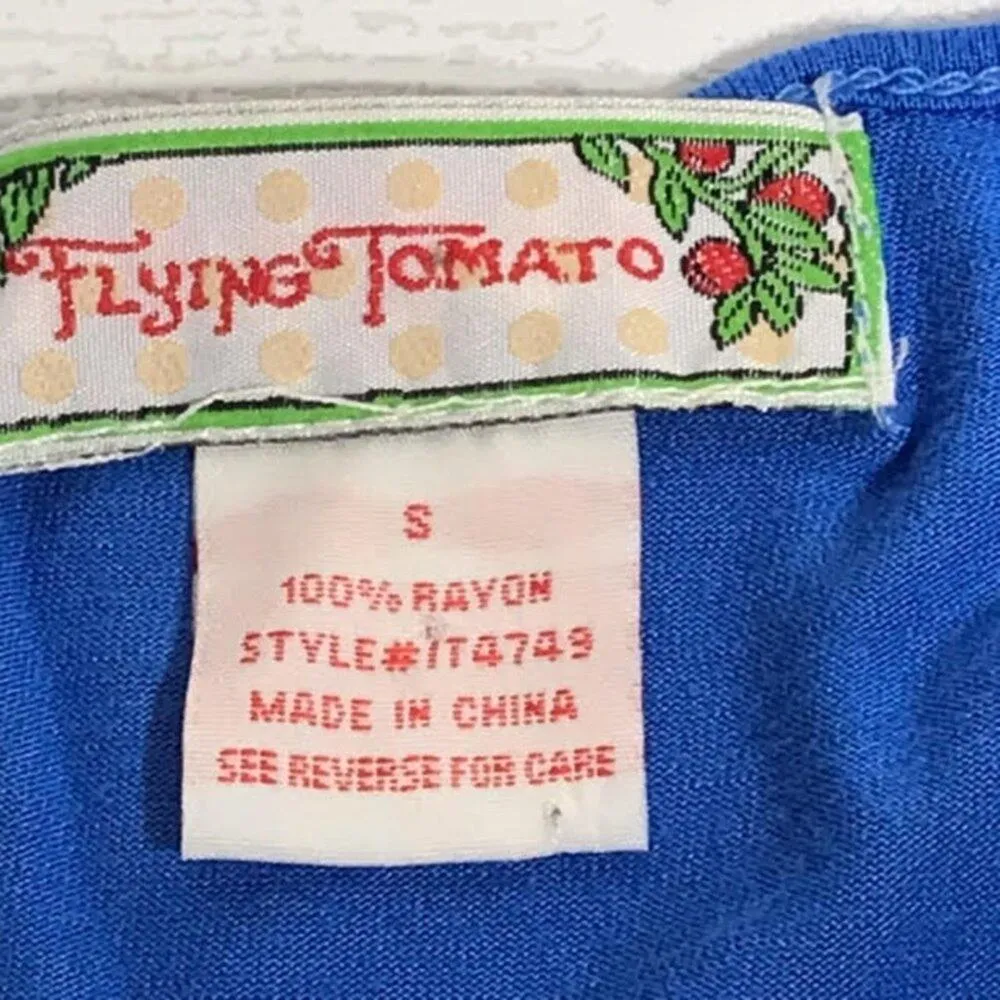 FLYING TOMATO
S
100% RAYON
STYLE#IT4749
MADE IN CHINA
SEE REVERSE FOR CARE